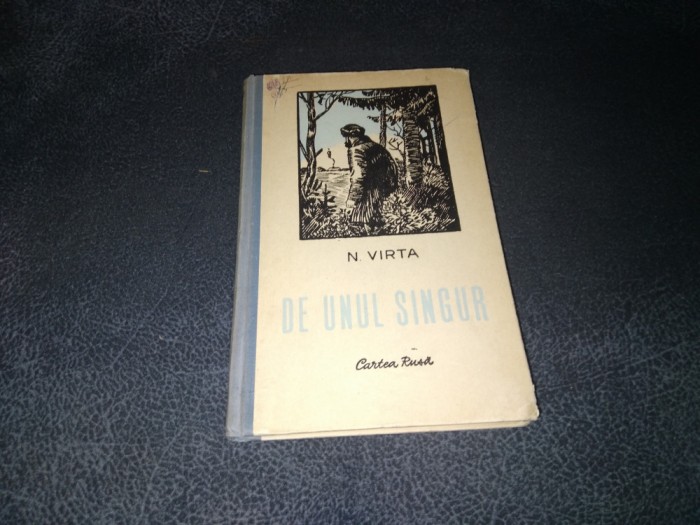 N. VIRTA
DE UNUL SINGUR
Cartea Rusă